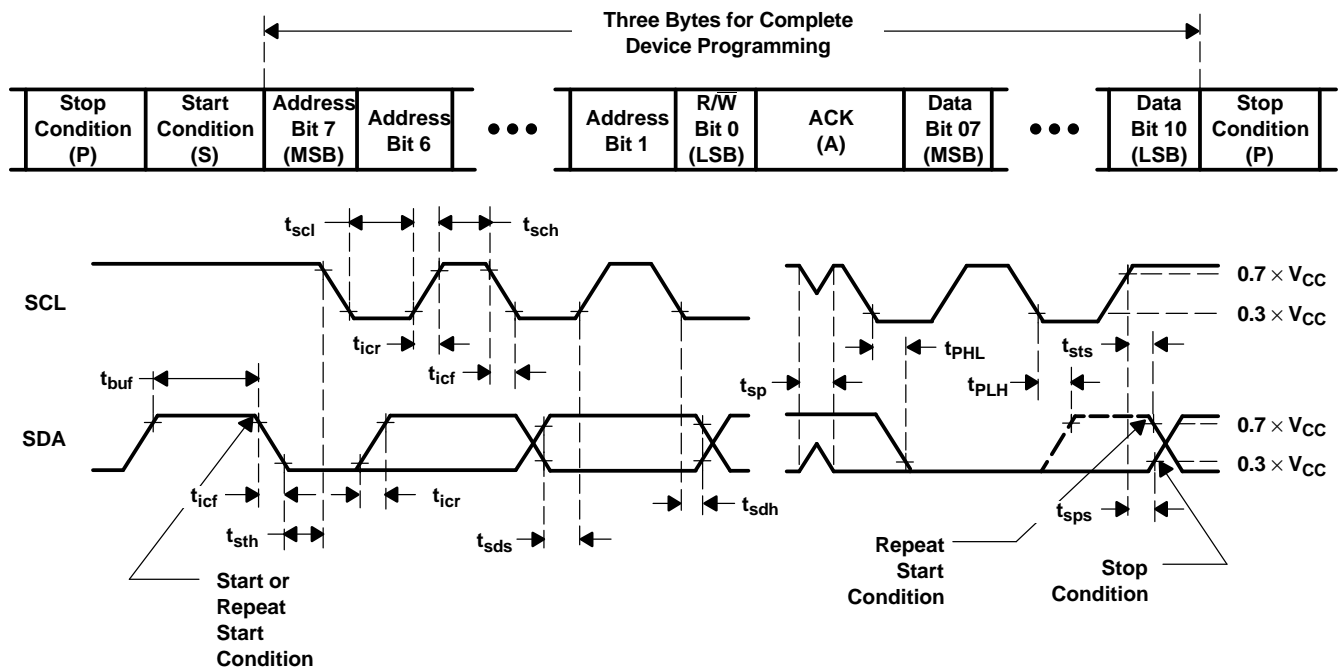 Three Bytes for Complete
Device Programming
Stop
Condition
(P)
Start
Condition
(S)
Address
Bit 7
(MSB)
Address
Bit 6
•••
Address
Bit 1
R/W̅
Bit 0
(LSB)
ACK
(A)
Data
Bit 07
(MSB)
•••
Data
Bit 10
(LSB)
Stop
Condition
(P)
tscl
tsch
SCL
0.7 × VCC
0.3 × VCC
ticr
ticf
tPHL
tsts
tbuf
tsp
tPLH
SDA
0.7 × VCC
0.3 × VCC
ticf
ticr
tsth
tsds
tsdh
tsps
Start or
Repeat
Start
Condition
Repeat
Start
Condition
Stop
Condition